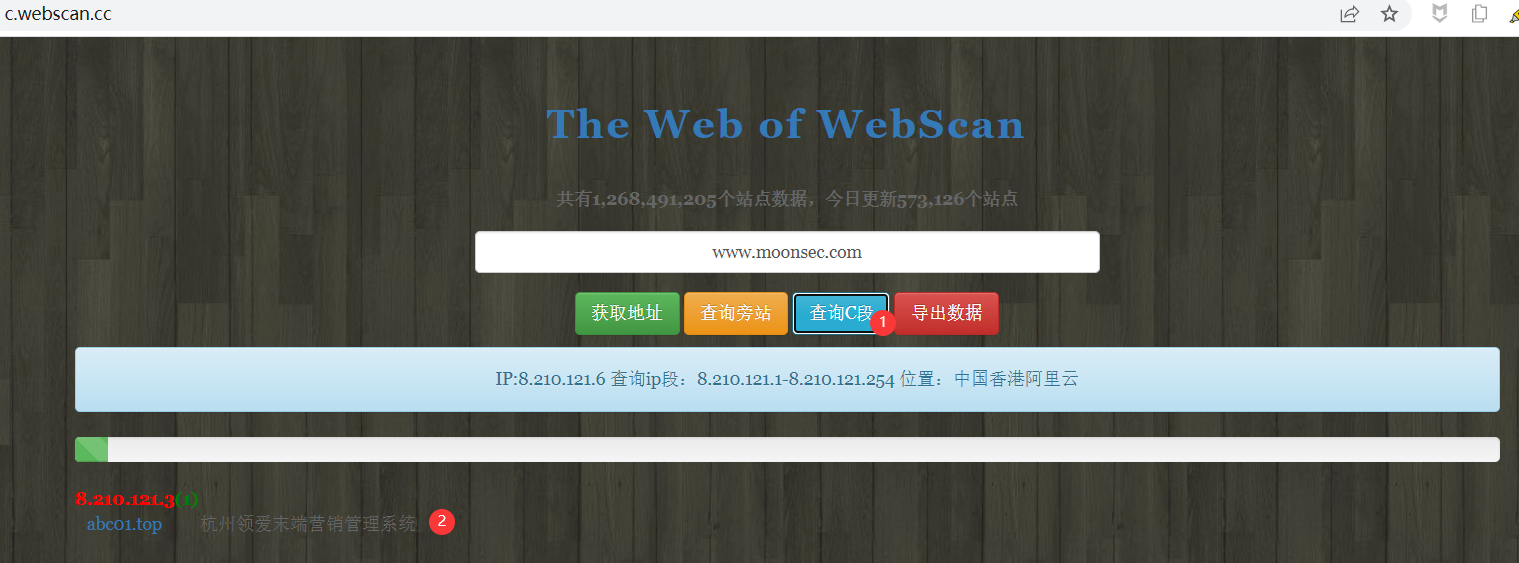 c.webscan.cc
The Web of WebScan
共有1,268,491,205个站点数据，今日更新573,126个站点
www.moonsec.com
获取地址 查询旁站 查询C段 1 导出数据
IP:8.210.121.6 查询ip段：8.210.121.1-8.210.121.254 位置：中国香港阿里云
8.210.121.3(1)
abc01.top 杭州领爱末端营销管理系统 2